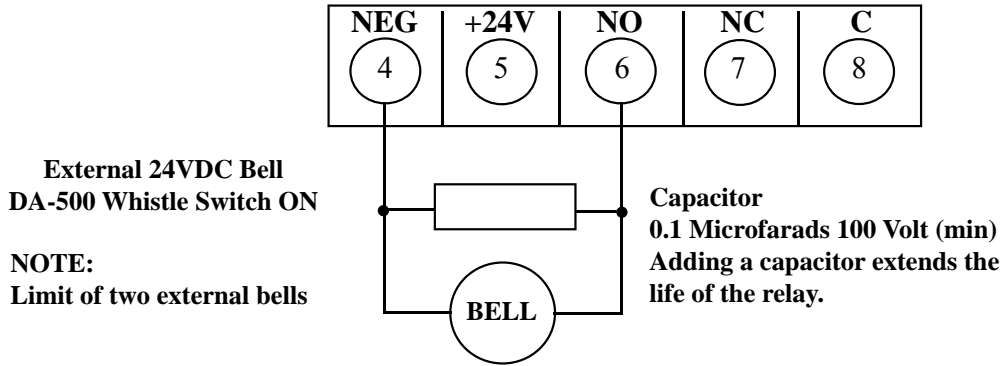 NEG +24V NO NC C
4 5 6 7 8
External 24VDC Bell
DA-500 Whistle Switch ON
NOTE:
Limit of two external bells
Capacitor
0.1 Microfarads 100 Volt (min)
Adding a capacitor extends the
life of the relay.
BELL